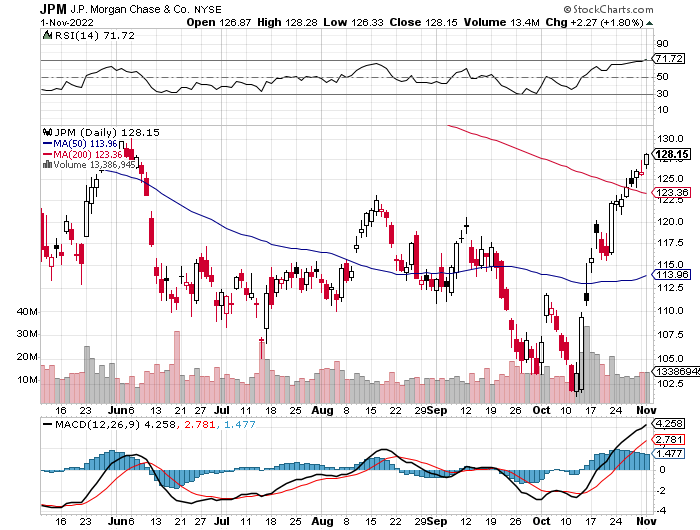 JPM J.P. Morgan Chase & Co. NYSE
© StockCharts.com
1-Nov-2022 Open 126.87 High 128.28 Low 126.33 Close 128.15 Volume 13.4M Chg +2.27 (+1.80%)
RSI(14) 71.72
90
71.72
50
30
10
JPM (Daily) 128.15
MA(50) 113.96
MA(200) 123.36
Volume 13,386,945
130.0
128.15
125.0
123.36
122.5
120.0
117.5
115.0
113.96
112.5
110.0
107.5
105.0
13386945
102.5
40M
30M
20M
10M
16 23 Jun 6 13 21 27 Jul 11 18 25 Aug 8 15 22 Sep 12 19 26 Oct 10 17 24 Nov
MACD(12,26,9) 4.258, 2.781, 1.477
4.258
2.781
1.477
0
-2
-4
16 23 Jun 6 13 21 27 Jul 11 18 25 Aug 8 15 22 Sep 12 19 26 Oct 10 17 24 Nov